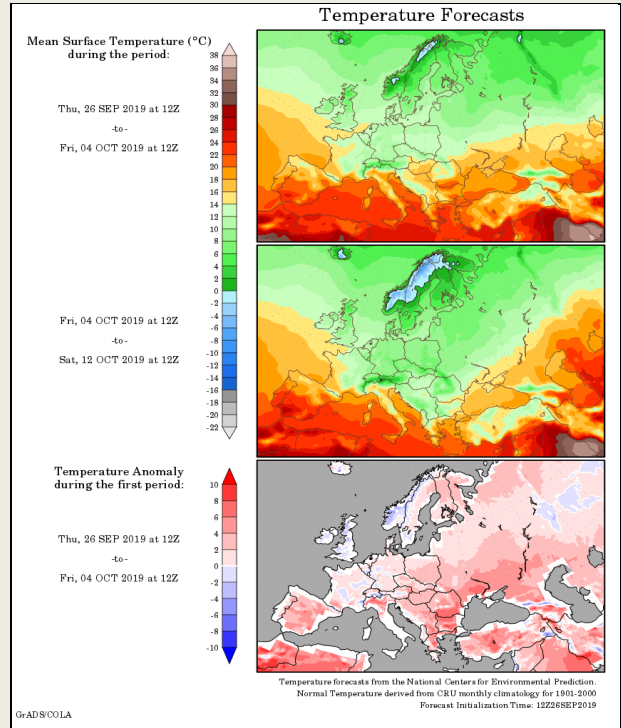 Temperature Forecasts
Mean Surface Temperature (°C)
during the period:
Thu, 26 SEP 2019 at 12Z
-to-
Fri, 04 OCT 2019 at 12Z
38
36
34
32
30
28
26
24
22
20
18
16
14
12
10
8
6
4
2
0
-2
-4
-6
-8
-10
-12
-14
-16
-18
-20
-22
Fri, 04 OCT 2019 at 12Z
-to-
Sat, 12 OCT 2019 at 12Z
Temperature Anomaly
during the first period:
Thu, 26 SEP 2019 at 12Z
-to-
Fri, 04 OCT 2019 at 12Z
10
8
6
4
2
0
-2
-4
-6
-8
-10
Temperature forecasts from the National Centers for Environmental Prediction.
Normal Temperature derived from CRU monthly climatology for 1901-2000
Forecast Initialization Time: 12Z26SEP2019
GrADS/COLA